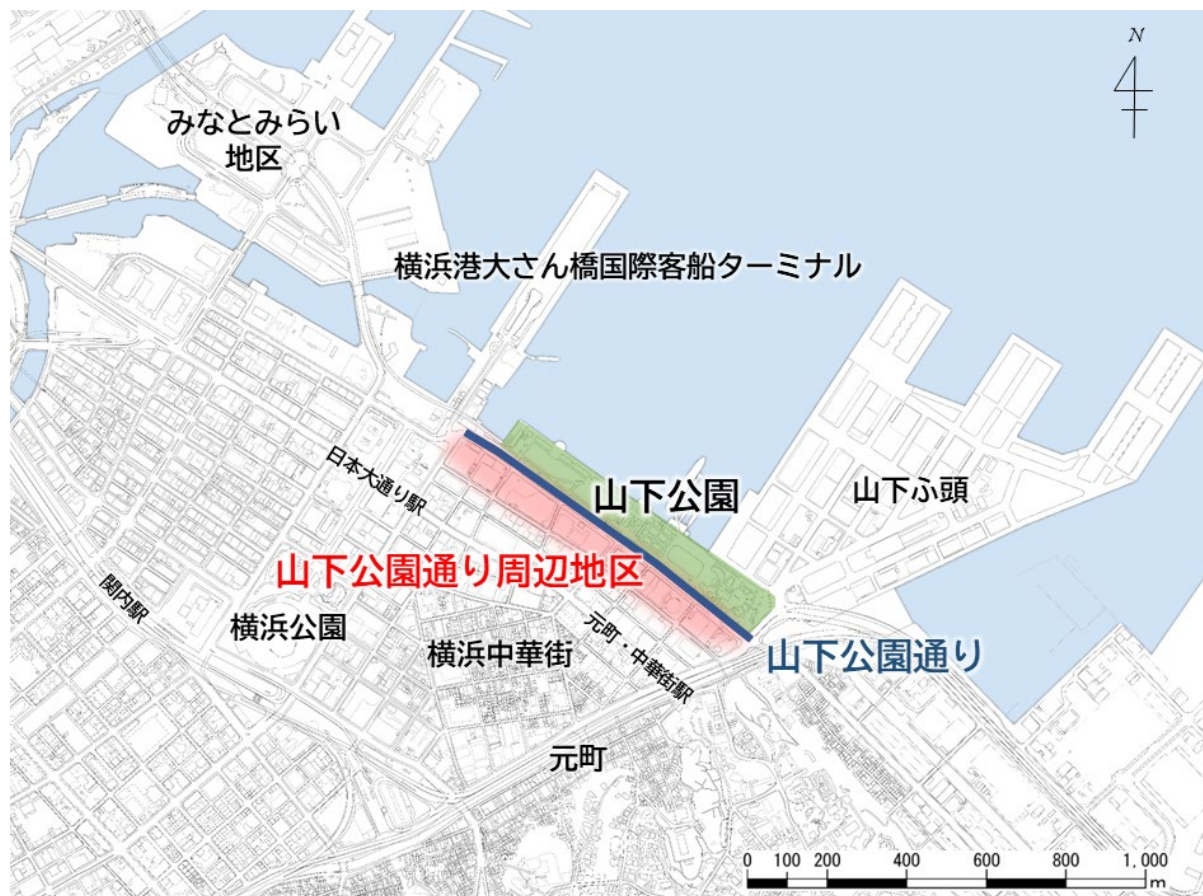 N
みなとみらい
地区
横浜港大さん橋国際客船ターミナル
山下ふ頭
日本大通り駅
山下公園
山下公園通り周辺地区
関内駅
横浜公園
横浜中華街
元町・中華街駅
山下公園通り
元町
0 100 200 400 600 800 1,000
m